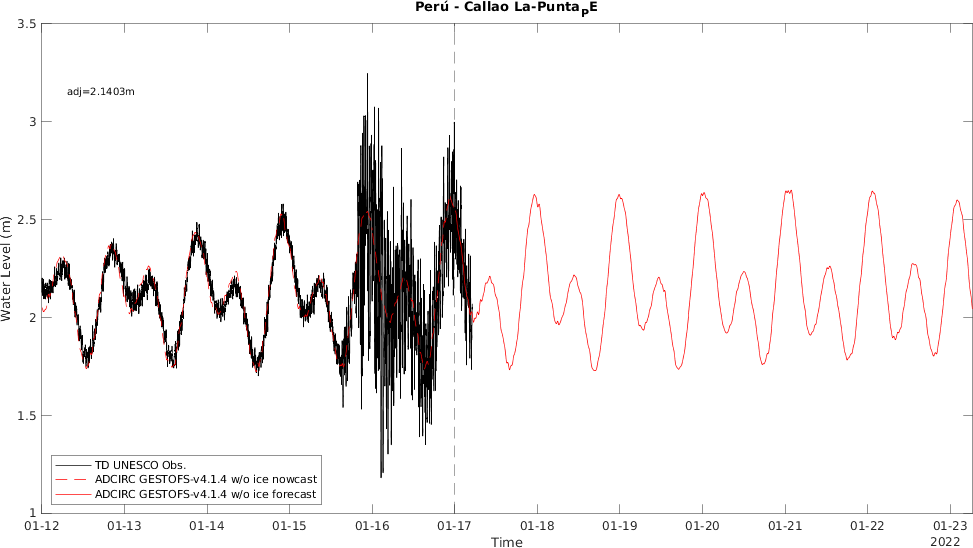 Perú - Callao La-Punta_PE
3.5
adj=2.1403m
3
2.5
Water Level (m)
2
1.5
TD UNESCO Obs.
ADCIRC GESTOFS-v4.1.4 w/o ice nowcast
ADCIRC GESTOFS-v4.1.4 w/o ice forecast
1
01-12 01-13 01-14 01-15 01-16 01-17 01-18 01-19 01-20 01-21 01-22 01-23
Time
2022